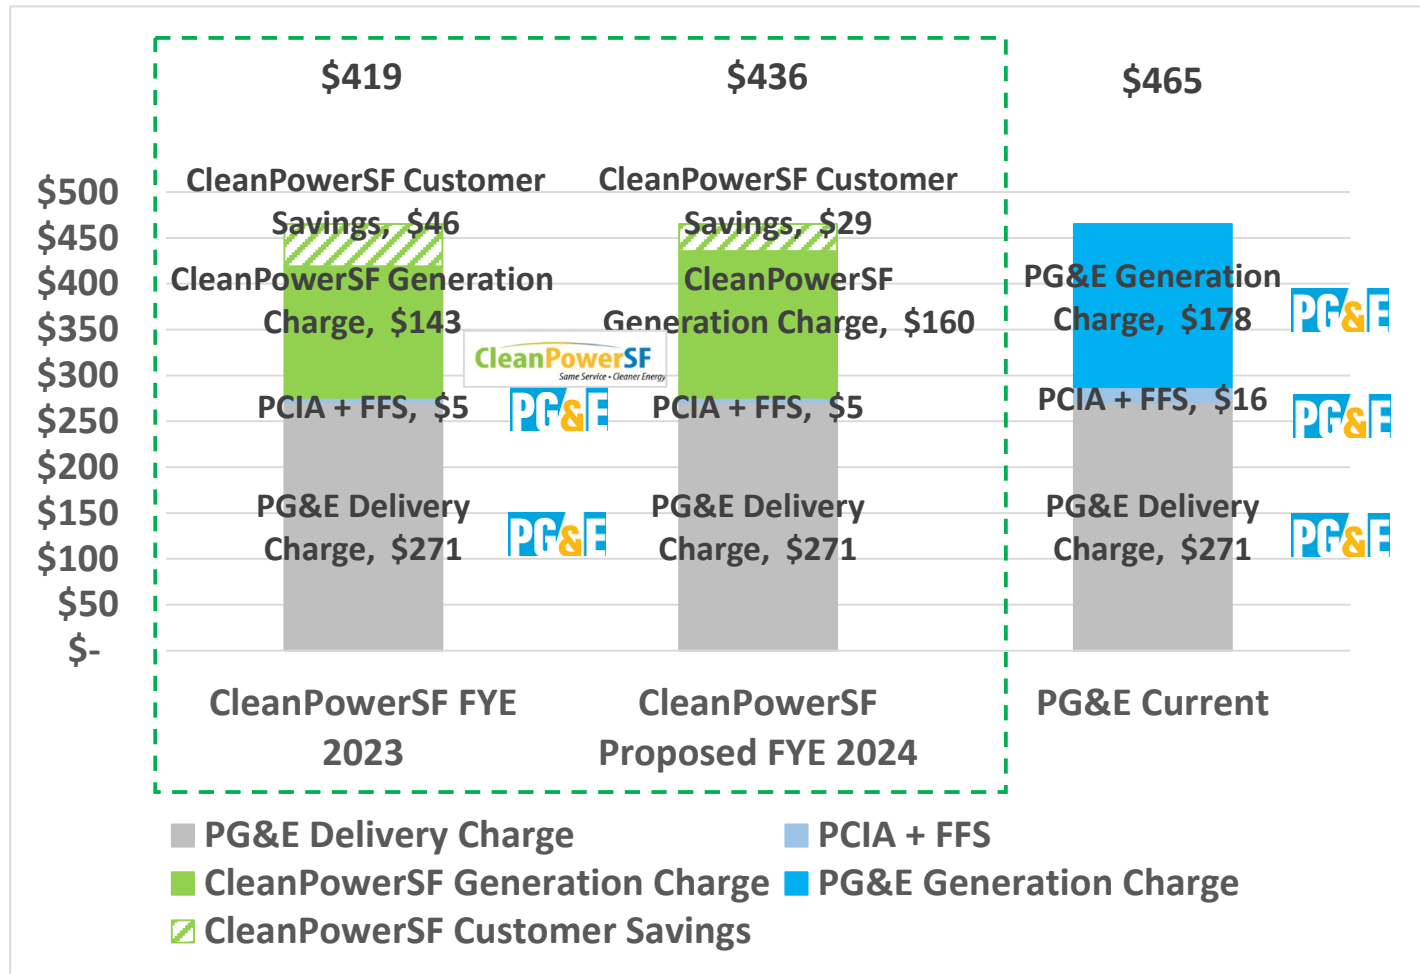 $419
$436
$465
$500
$450
$400
$350
$300
$250
$200
$150
$100
$50
$-
CleanPowerSF Customer
Savings, $46
CleanPowerSF Generation
Charge, $143
PCIA + FFS, $5
PG&E Delivery
Charge, $271
CleanPowerSF
Same Service • Cleaner Energy
PG&E
PG&E
CleanPowerSF Customer
Savings, $29
CleanPowerSF
Generation Charge, $160
PCIA + FFS, $5
PG&E Delivery
Charge, $271
PG&E Generation
Charge, $178
PCIA + FFS, $16
PG&E Delivery
Charge, $271
PG&E
PG&E
PG&E
CleanPowerSF FYE
2023
CleanPowerSF
Proposed FYE 2024
PG&E Current
PG&E Delivery Charge
PCIA + FFS
CleanPowerSF Generation Charge
PG&E Generation Charge
CleanPowerSF Customer Savings